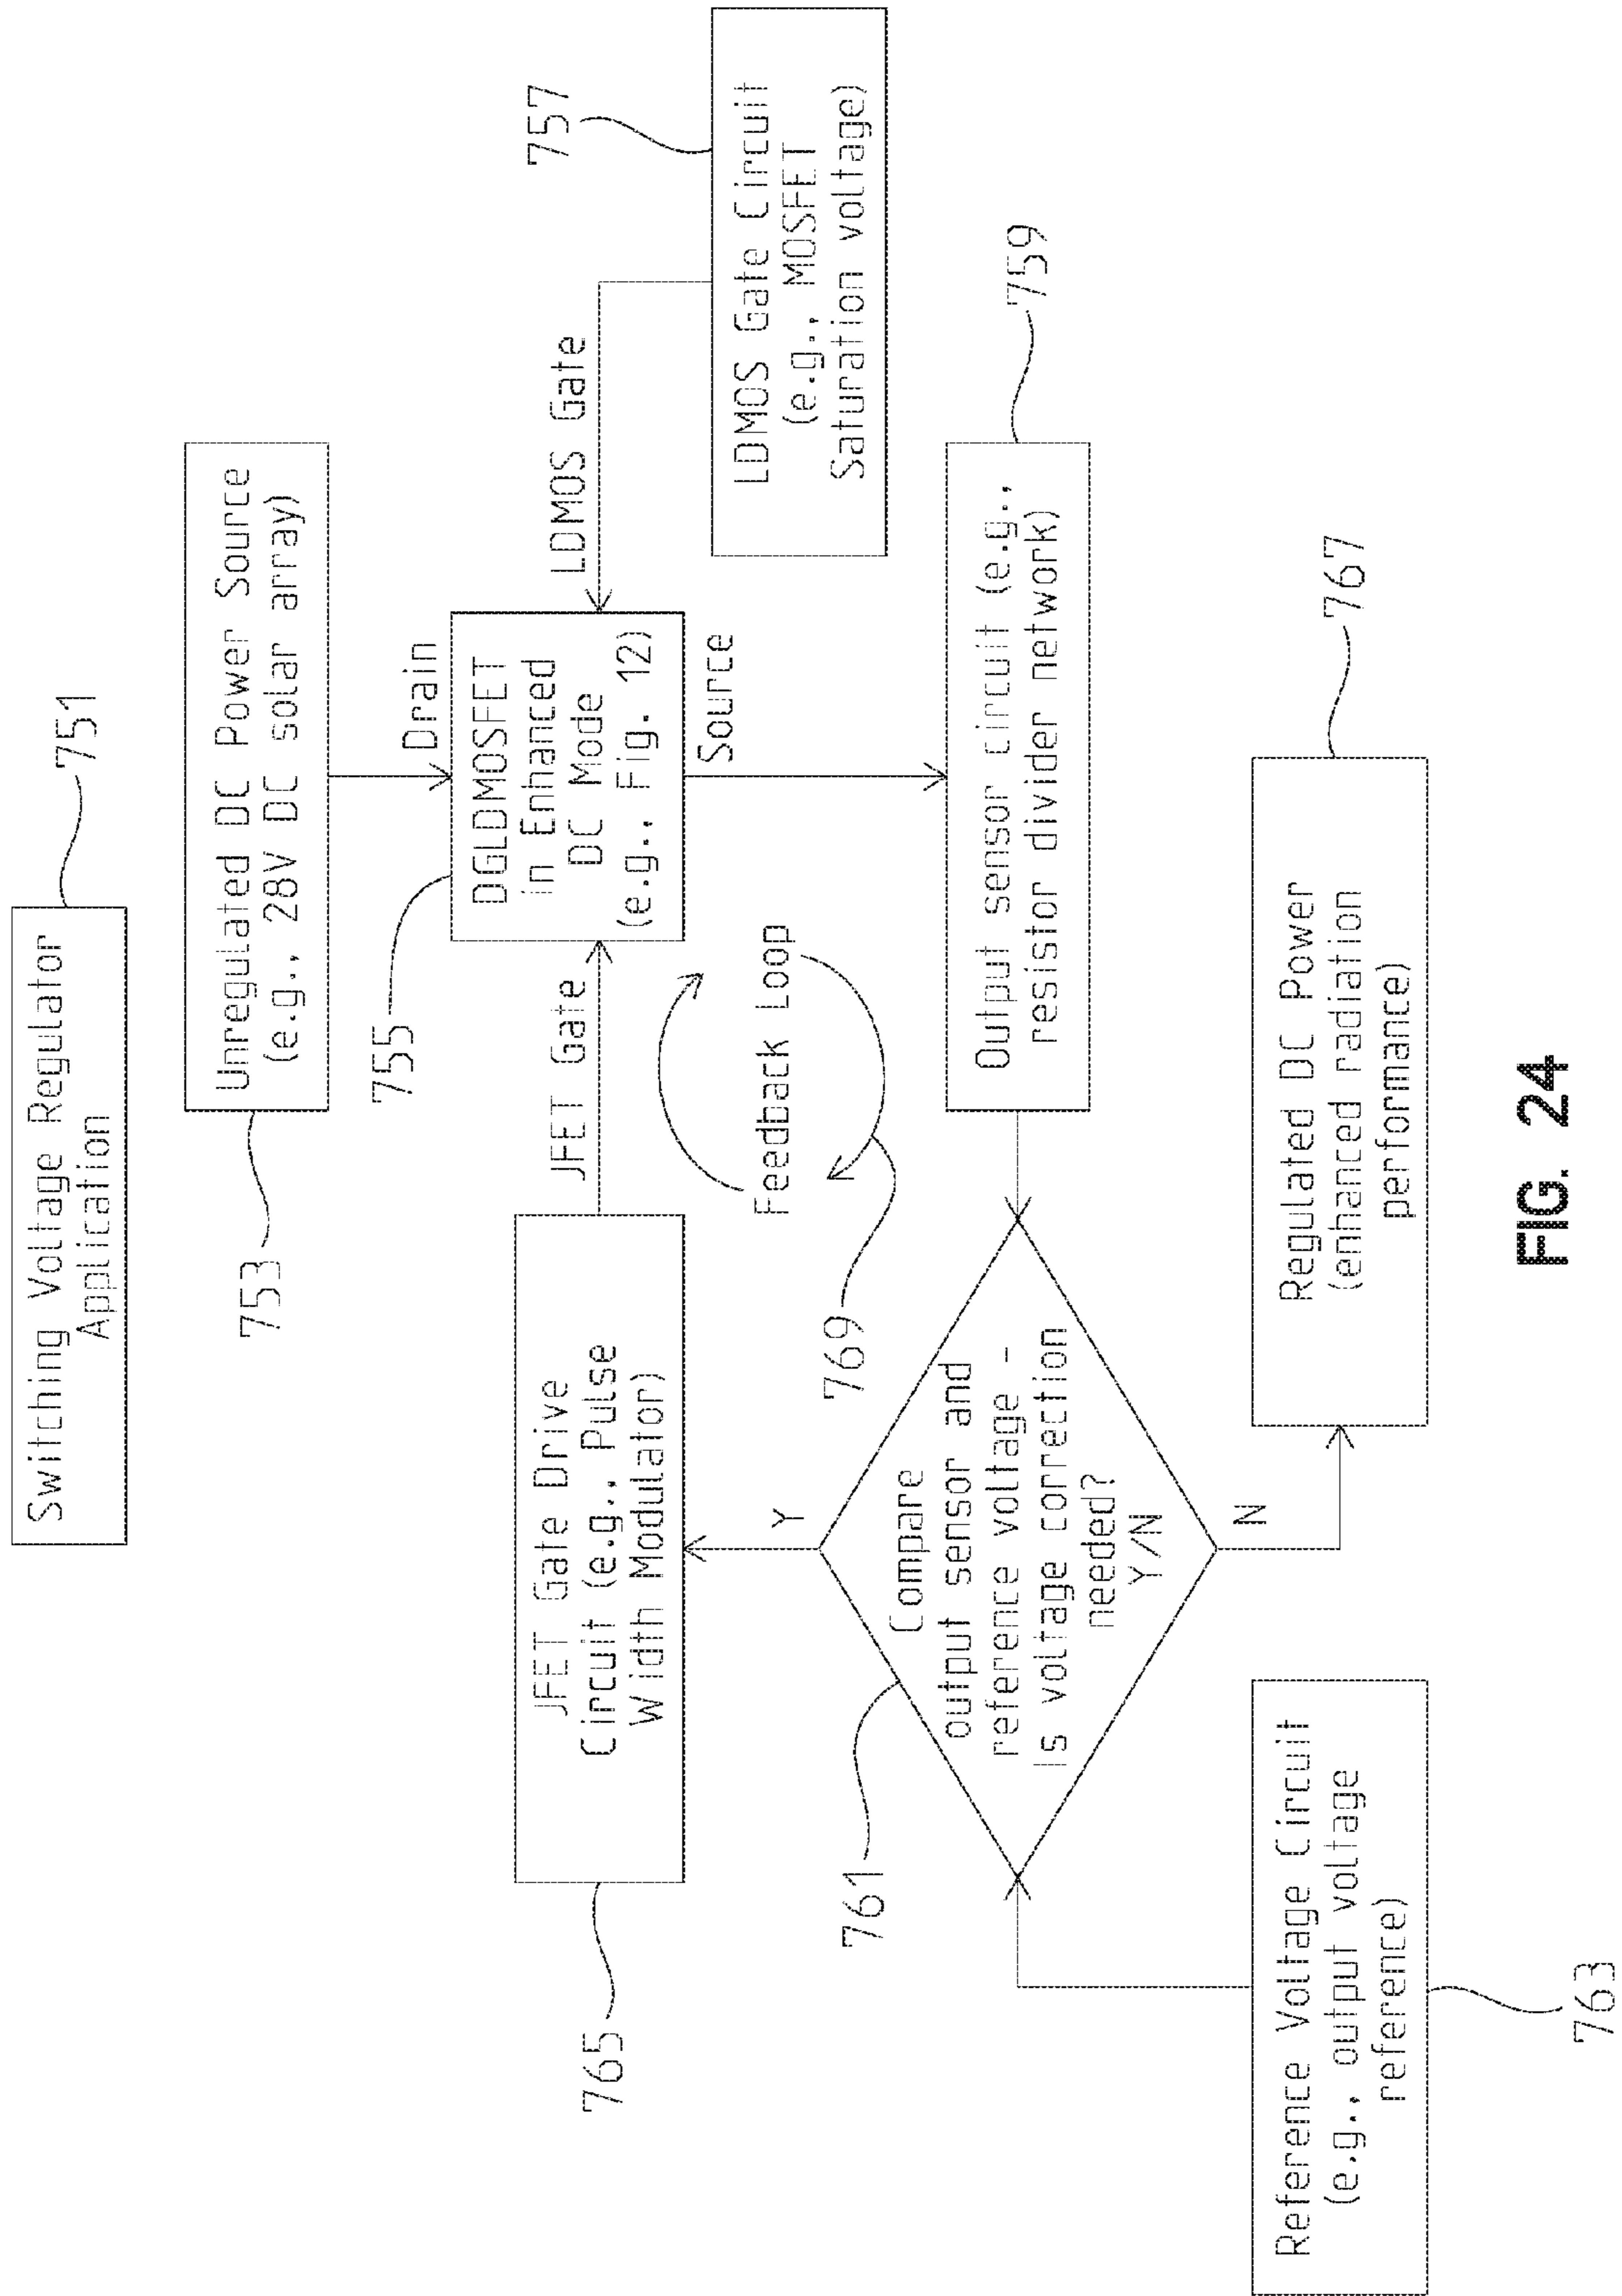 Switching Voltage Regulator
Application
751
Unregulated DC Power Source
(e.g., 28V DC solar array)
753
Drain
DGLDMOSFET
in Enhanced
DC Mode
(e.g., Fig. 12)
755
JFET Gate
LDMOS Gate
Source
LDMOS Gate Circuit
(e.g., MOSFET
Saturation voltage)
757
JFET Gate Drive
Circuit (e.g., Pulse
Width Modulator)
765
Feedback Loop
769
Output sensor circuit (e.g.,
resistor divider network)
759
Y
Compare
output sensor and
reference voltage -
is voltage correction
needed?
Y/N
761
N
Reference Voltage Circuit
(e.g., output voltage
reference)
763
Regulated DC Power
(enhanced radiation
performance)
767
FIG. 24